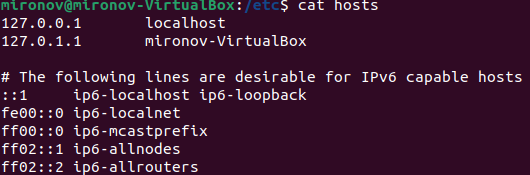 mironov@mironov-VirtualBox:/etc$ cat hosts
127.0.0.1 localhost
127.0.1.1 mironov-VirtualBox
# The following lines are desirable for IPv6 capable hosts
::1 ip6-localhost ip6-loopback
fe00::0 ip6-localnet
ff00::0 ip6-mcastprefix
ff02::1 ip6-allnodes
ff02::2 ip6-allrouters